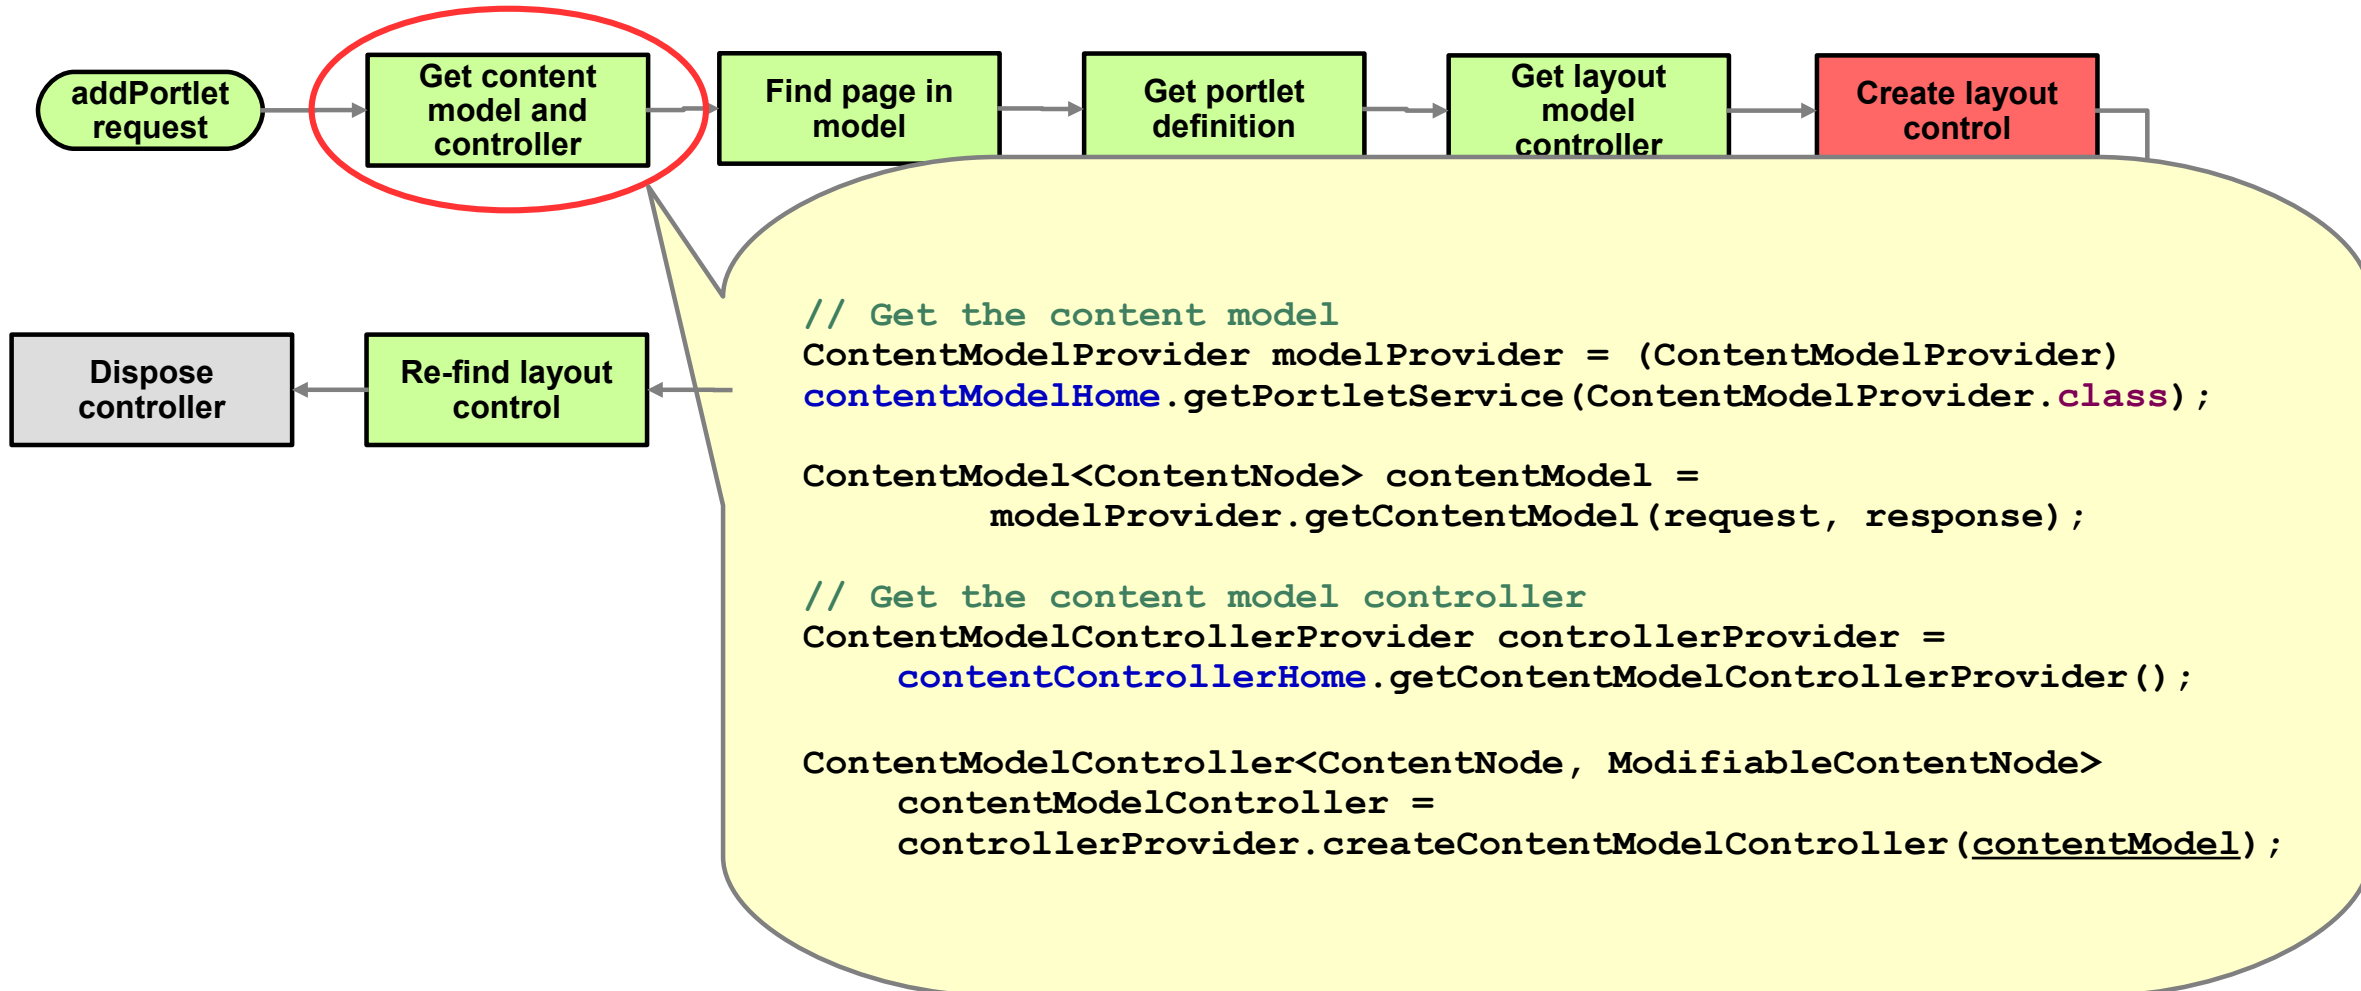 addPortlet
request
Get content
model and
controller
Find page in
model
Get portlet
definition
Get layout
model
controller
Create layout
control
Dispose
controller
Re-find layout
control
// Get the content model
ContentModelProvider modelProvider = (ContentModelProvider)
contentModelHome.getPortletService(ContentModelProvider.class);
ContentModel<ContentNode> contentModel =
modelProvider.getContentModel(request, response);
// Get the content model controller
ContentModelControllerProvider controllerProvider =
contentControllerHome.getContentModelControllerProvider();
ContentModelController<ContentNode, ModifiableContentNode>
contentModelController =
controllerProvider.createContentModelController(contentModel);